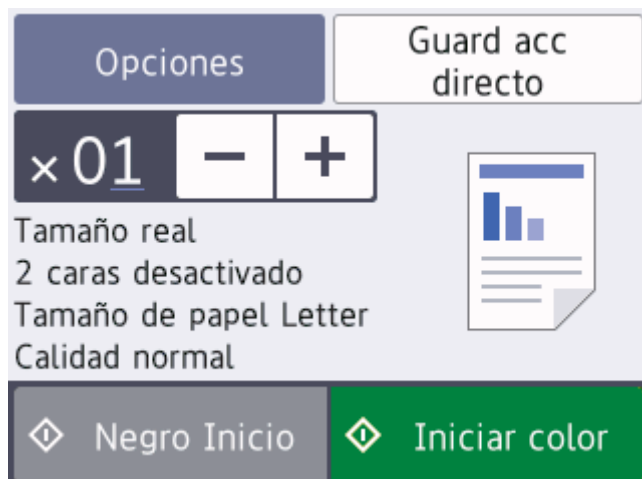 Opciones
Guard acc
directo
×01
Tamaño real
2 caras desactivado
Tamaño de papel Letter
Calidad normal
Negro Inicio
Iniciar color